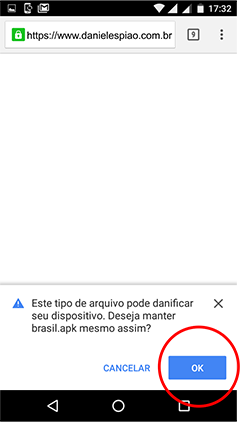 17:32
https://www.danielespiao.com.br
9
Este tipo de arquivo pode danificar
seu dispositivo. Deseja manter
brasil.apk mesmo assim?
CANCELAR
OK